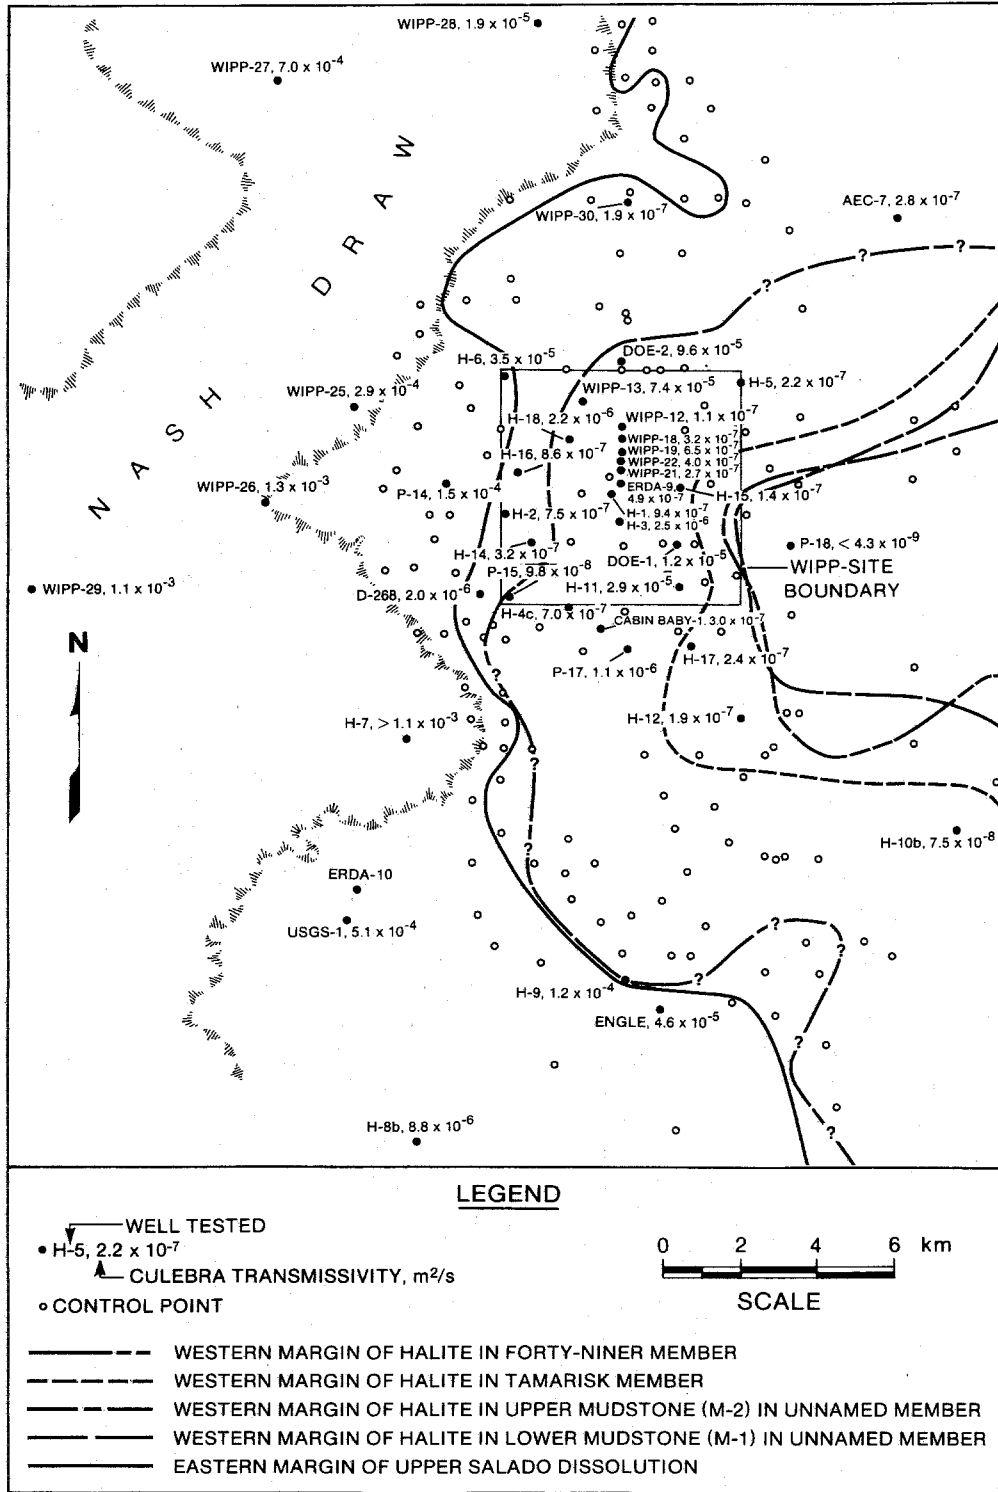 WIPP-28, 1.9 x 10-5
WIPP-27, 7.0 x 10-4
NASH DRAW
WIPP-30, 1.9 x 10-7
AEC-7, 2.8 x 10-7
?
?
?
H-6, 3.5 x 10-5
DOE-2, 9.6 x 10-5
WIPP-13, 7.4 x 10-5
H-5, 2.2 x 10-7
WIPP-25, 2.9 x 10-4
H-18, 2.2 x 10-6
WIPP-12, 1.1 x 10-7
WIPP-18, 3.2 x 10-7
H-16, 8.6 x 10-7
WIPP-19, 6.5 x 10-7
WIPP-22, 4.0 x 10-7
WIPP-21, 2.7 x 10-7
WIPP-26, 1.3 x 10-3
P-14, 1.5 x 10-4
ERDA-9,
4.9 x 10-7
H-15, 1.4 x 10-7
H-2, 7.5 x 10-7
H-1, 9.4 x 10-7
H-3, 2.5 x 10-6
H-14, 3.2 x 10-7
DOE-1, 1.2 x 10-5
P-18, < 4.3 x 10-9
P-15, 9.8 x 10-8
WIPP-SITE
BOUNDARY
WIPP-29, 1.1 x 10-3
D-268, 2.0 x 10-6
H-11, 2.9 x 10-5
H-4c, 7.0 x 10-7
CABIN BABY-1, 3.0 x 10-7
N
P-17, 1.1 x 10-6
H-17, 2.4 x 10-7
?
H-7, > 1.1 x 10-3
H-12, 1.9 x 10-7
?
H-10b, 7.5 x 10-8
?
ERDA-10
USGS-1, 5.1 x 10-4
?
?
H-9, 1.2 x 10-4
?
ENGLE, 4.6 x 10-5
?
H-8b, 8.8 x 10-6
?
LEGEND
WELL TESTED
H-5, 2.2 x 10-7
CULEBRA TRANSMISSIVITY, m2/s
CONTROL POINT
0 2 4 6 km
SCALE
WESTERN MARGIN OF HALITE IN FORTY-NINER MEMBER
WESTERN MARGIN OF HALITE IN TAMARISK MEMBER
WESTERN MARGIN OF HALITE IN UPPER MUDSTONE (M-2) IN UNNAMED MEMBER
WESTERN MARGIN OF HALITE IN LOWER MUDSTONE (M-1) IN UNNAMED MEMBER
EASTERN MARGIN OF UPPER SALADO DISSOLUTION